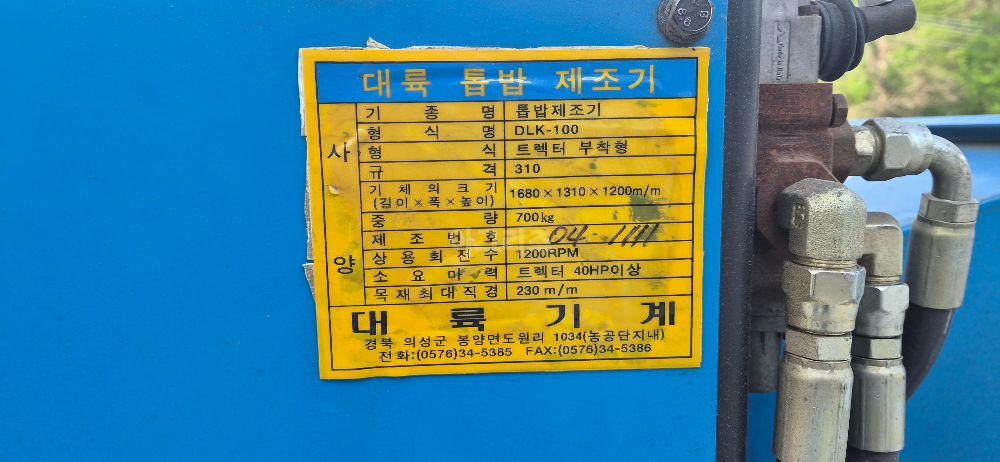 대륙 톱밥 제조기
사양
기종명 톱밥제조기
형식명 DLK-100
형식 트렉터 부착형
규격 310
기체의크기 (길이×폭×높이) 1680×1310×1200m/m
중량 700kg
제조번호 04-1111
상용회전수 1200RPM
소요마력 트렉터 40HP이상
목재최대직경 230m/m
대륙기계
경북 의성군 봉양면도원리 1034(농공단지내)
전화:(0576)34-5385 FAX:(0576)34-5386